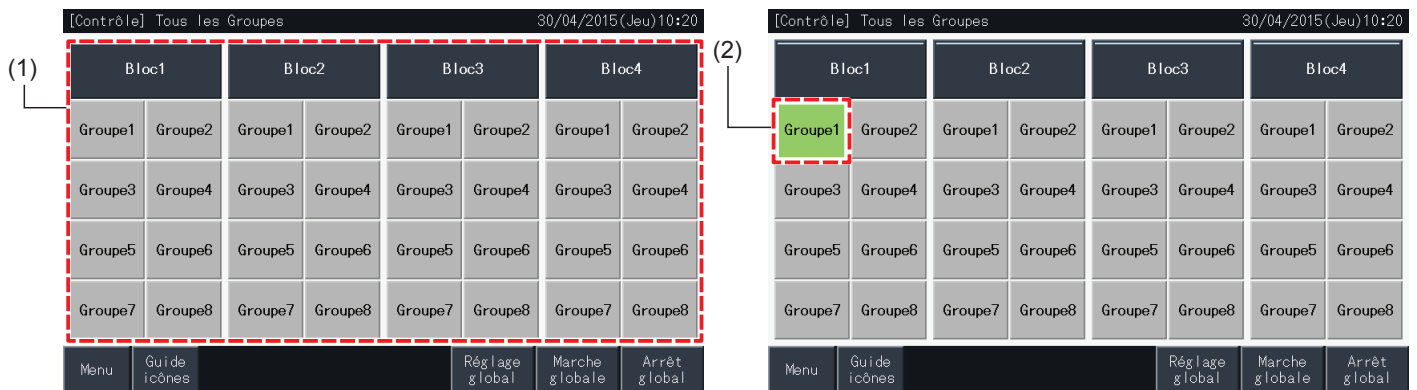 [Contrôle] Tous les Groupes 30/04/2015(Jeu)10:20
(1)
Bloc1 Bloc2 Bloc3 Bloc4
Groupe1 Groupe2 Groupe1 Groupe2 Groupe1 Groupe2 Groupe1 Groupe2
Groupe3 Groupe4 Groupe3 Groupe4 Groupe3 Groupe4 Groupe3 Groupe4
Groupe5 Groupe6 Groupe5 Groupe6 Groupe5 Groupe6 Groupe5 Groupe6
Groupe7 Groupe8 Groupe7 Groupe8 Groupe7 Groupe8 Groupe7 Groupe8
Menu
Guide
icônes
Réglage
global
Marche
globale
Arrêt
global
[Contrôle] Tous les Groupes 30/04/2015(Jeu)10:20
(2)
Bloc1 Bloc2 Bloc3 Bloc4
Groupe1 Groupe2 Groupe1 Groupe2 Groupe1 Groupe2 Groupe1 Groupe2
Groupe3 Groupe4 Groupe3 Groupe4 Groupe3 Groupe4 Groupe3 Groupe4
Groupe5 Groupe6 Groupe5 Groupe6 Groupe5 Groupe6 Groupe5 Groupe6
Groupe7 Groupe8 Groupe7 Groupe8 Groupe7 Groupe8 Groupe7 Groupe8
Menu
Guide
icônes
Réglage
global
Marche
globale
Arrêt
global